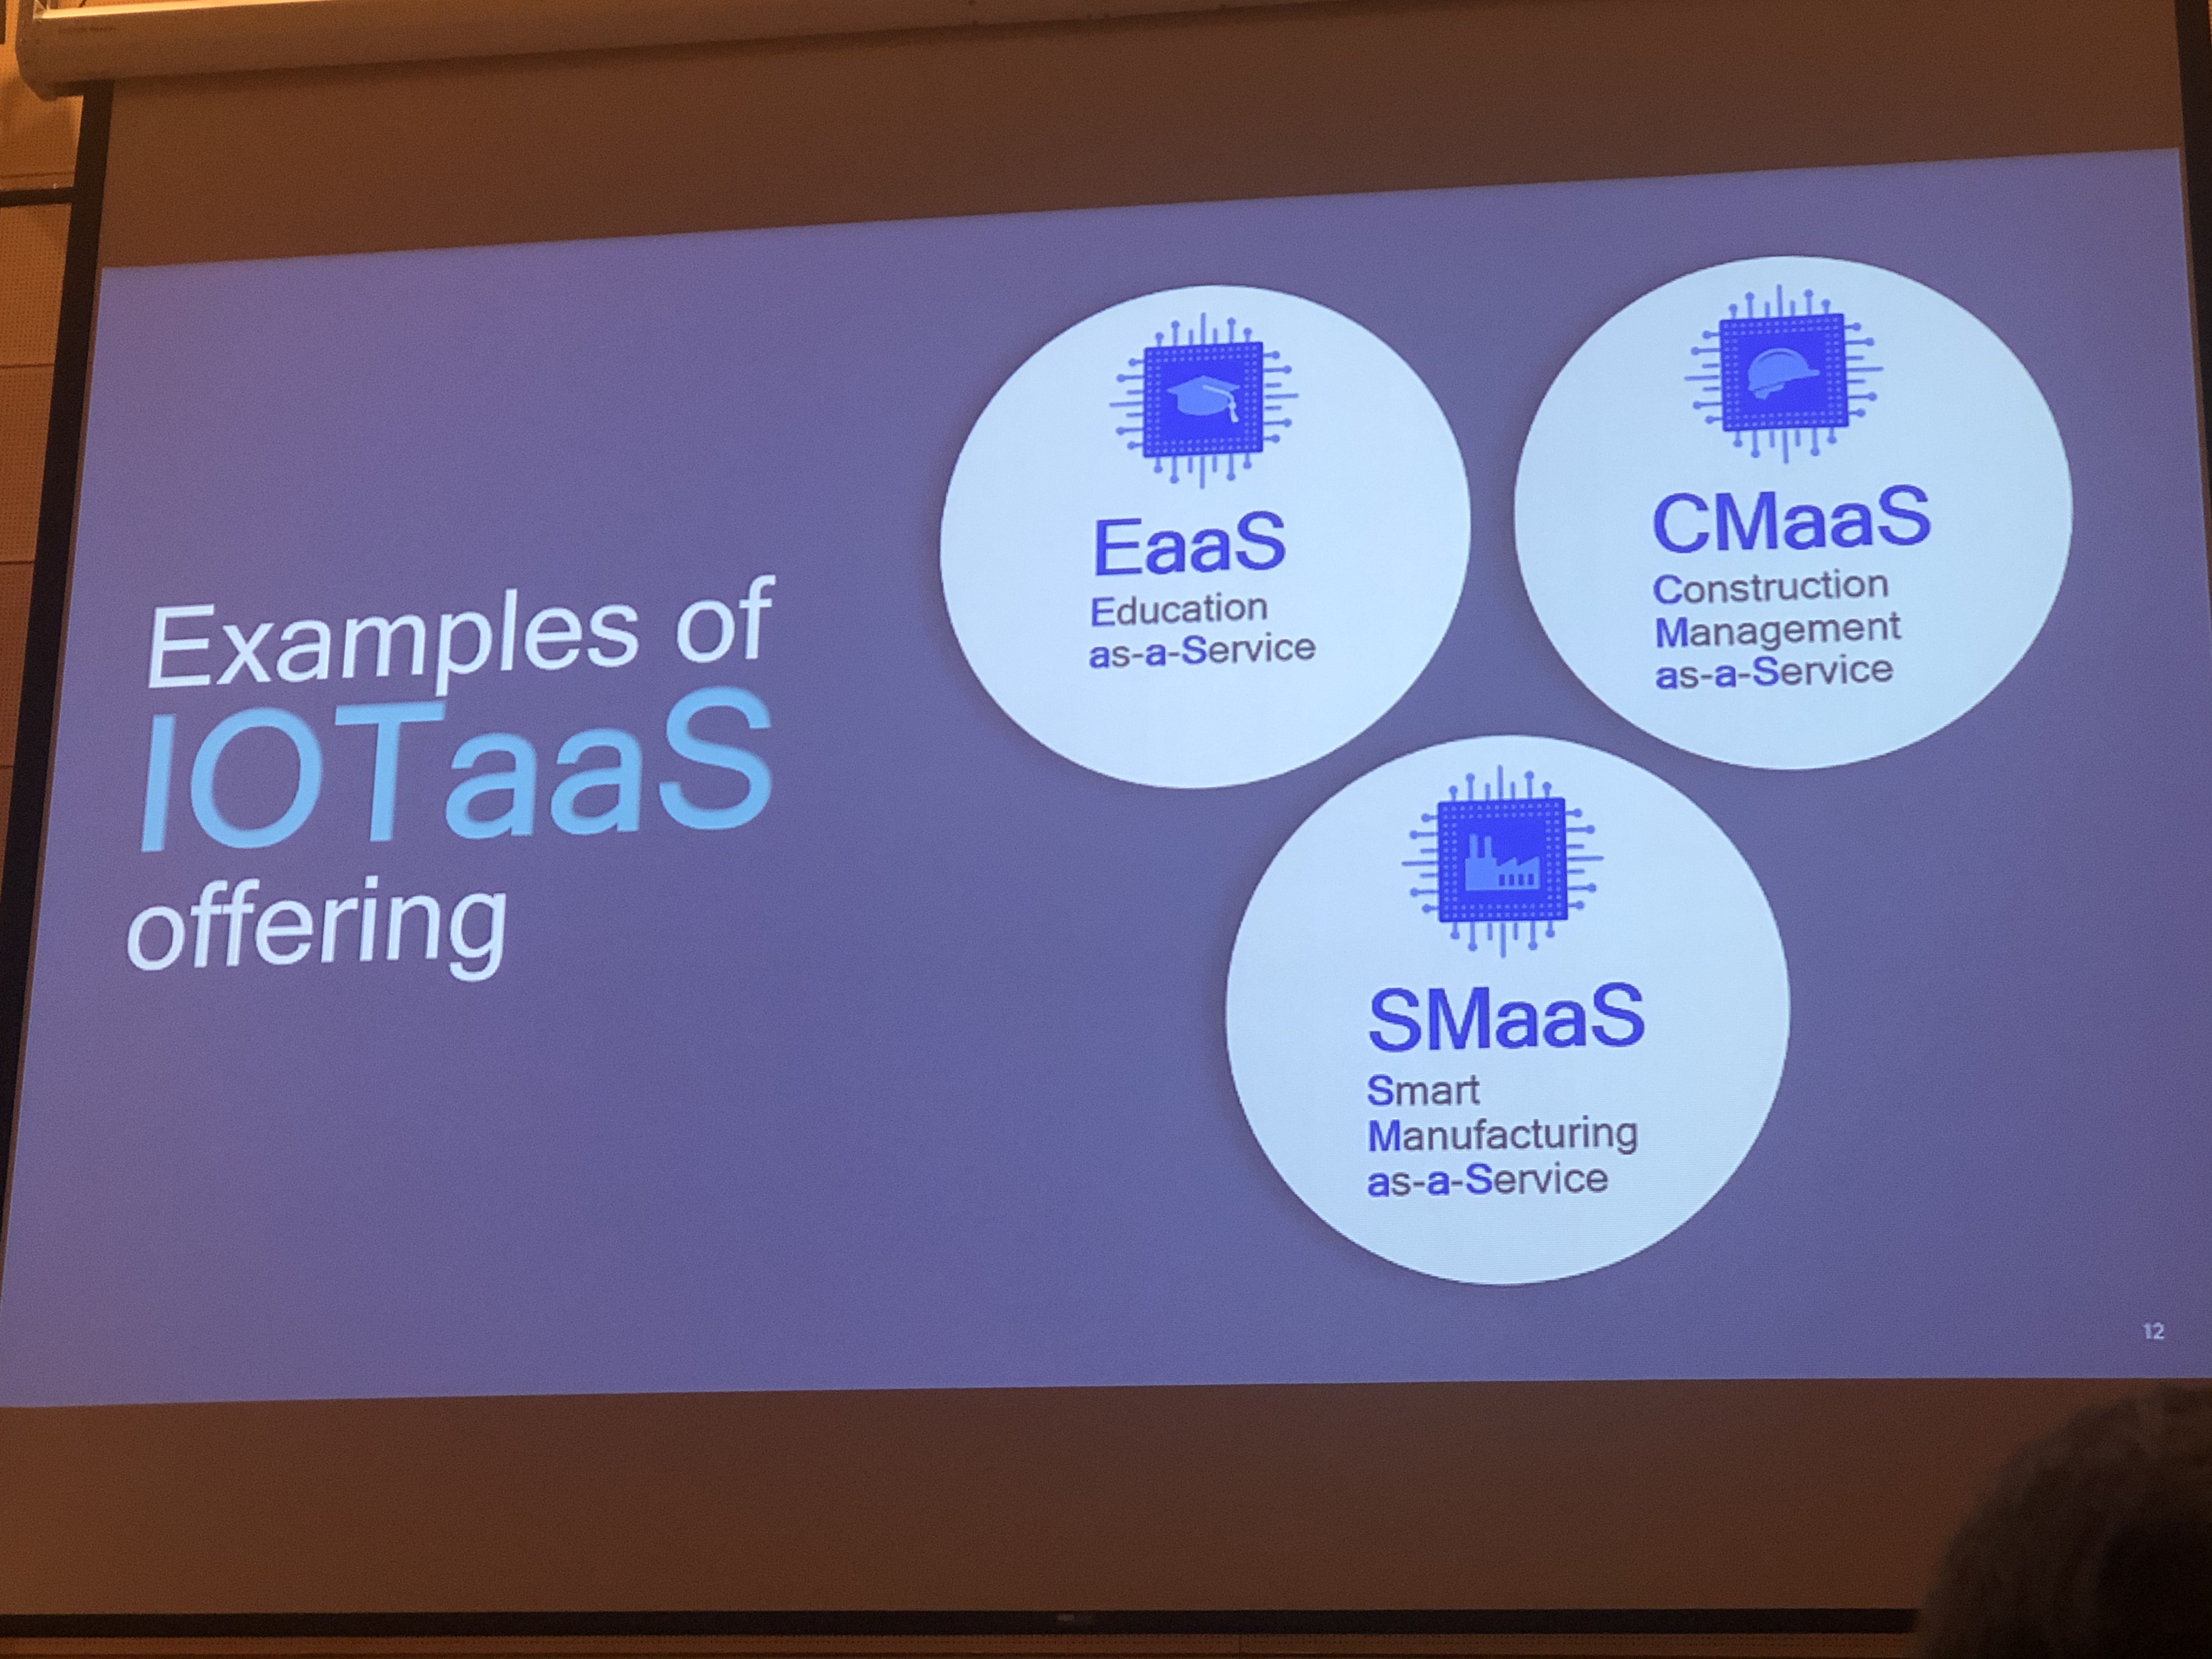 Examples of
IOTaaS
offering
EaaS
Education
as-a-Service
CMaaS
Construction
Management
as-a-Service
SMaaS
Smart
Manufacturing
as-a-Service
12